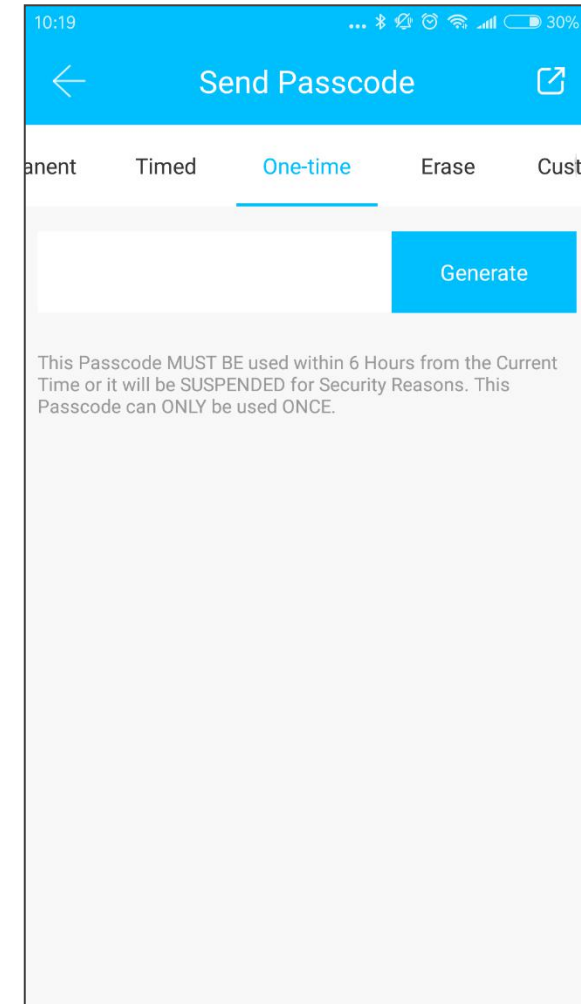 10:19 ... 30%
Send Passcode
anent Timed One-time Erase Cust
Generate
This Passcode MUST BE used within 6 Hours from the Current
Time or it will be SUSPENDED for Security Reasons. This
Passcode can ONLY be used ONCE.